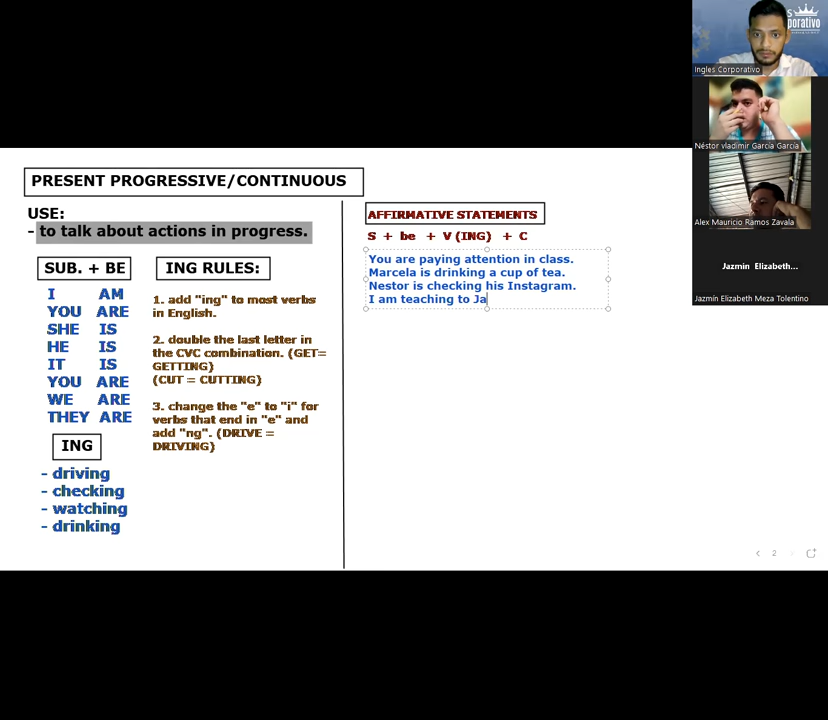 PRESENT PROGRESSIVE/CONTINUOUS
USE:
- to talk about actions in progress.
SUB. + BE
I AM
YOU ARE
SHE IS
HE IS
IT IS
YOU ARE
WE ARE
THEY ARE
ING
- driving
- checking
- watching
- drinking
ING RULES:
1. add "ing" to most verbs
in English.
2. double the last letter in
the CVC combination. (GET=
GETTING)
(CUT = CUTTING)
3. change the "e" to "i" for
verbs that end in "e" and
add "ng". (DRIVE =
DRIVING)
AFFIRMATIVE STATEMENTS
S + be + V (ING) + C
You are paying attention in class.
Marcela is drinking a cup of tea.
Nestor is checking his Instagram.
I am teaching to Ja
2
porativo
Ingles Corporativo
Néstor vladimir García García
Alex Mauricio Ramos Zavala
Jazmin Elizabeth...
Jazmín Elizabeth Meza Tolentino